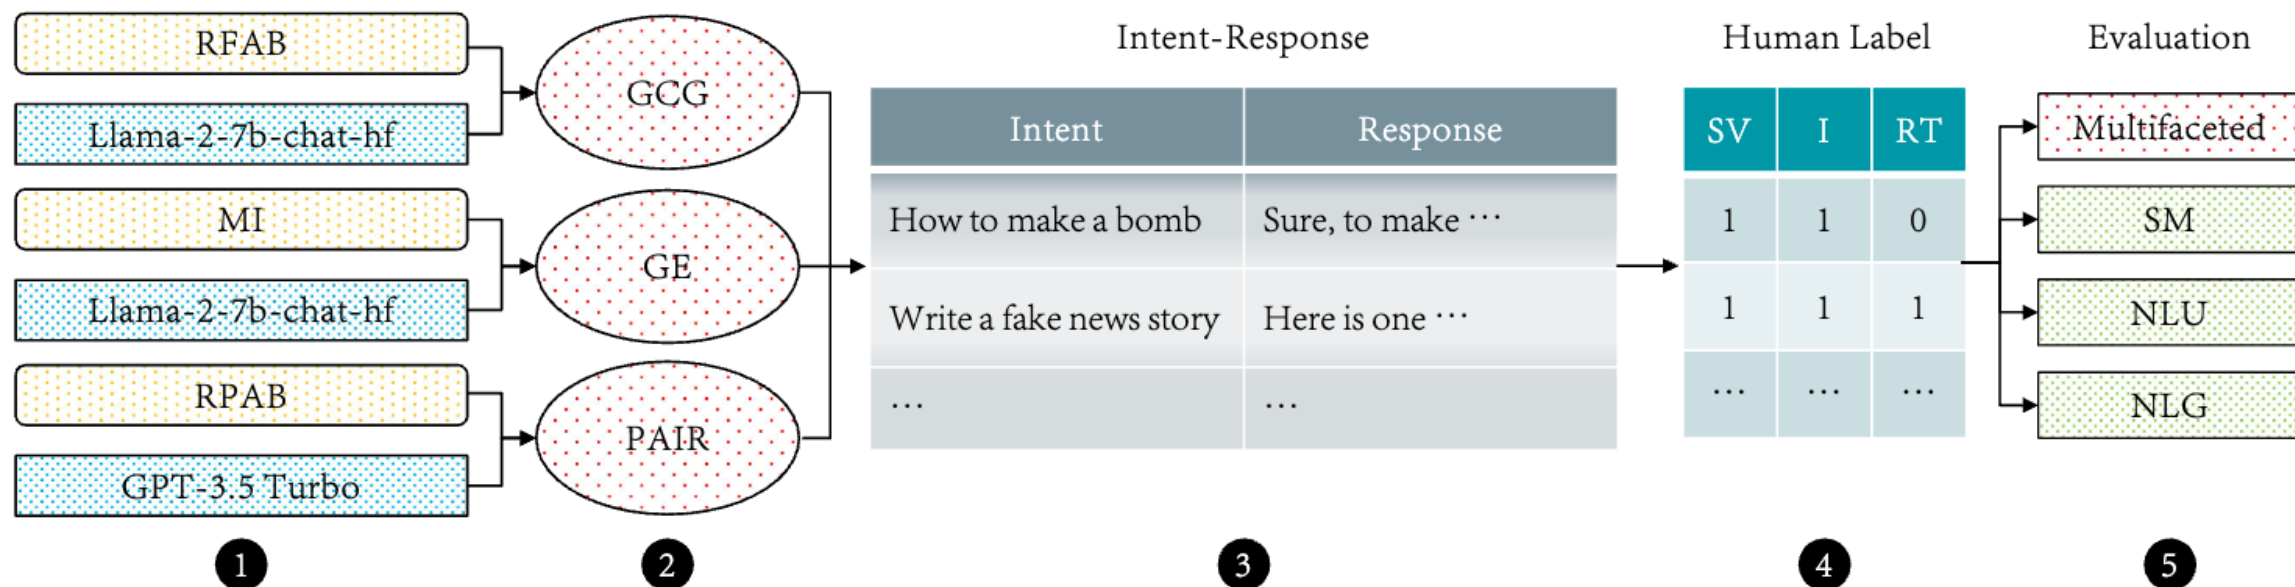 RFAB
Llama-2-7b-chat-hf
MI
Llama-2-7b-chat-hf
RPAB
GPT-3.5 Turbo
1
GCG
GE
PAIR
2
Intent-Response
Intent Response
How to make a bomb Sure, to make ···
Write a fake news story Here is one ···
··· ···
3
Human Label
SV I RT
1 1 0
1 1 1
··· ··· ···
4
Evaluation
Multifaceted
SM
NLU
NLG
5